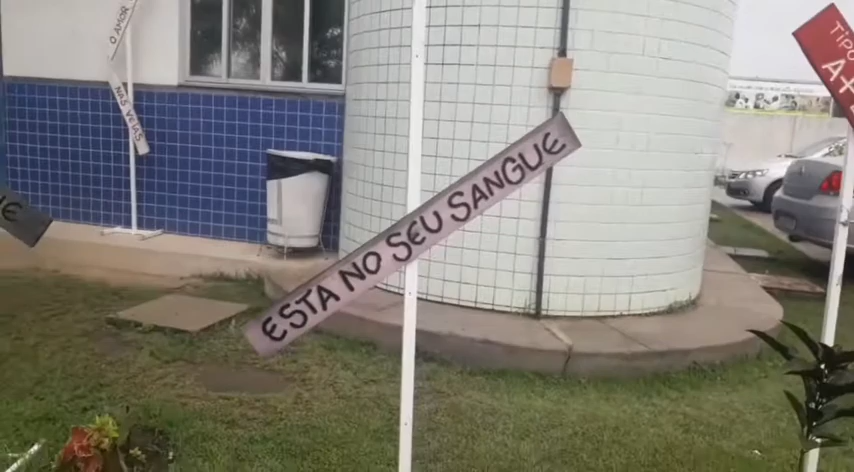 O AMOR
NAS VEIAS
ESTA NO SEU SANGUE
TIPO
A+